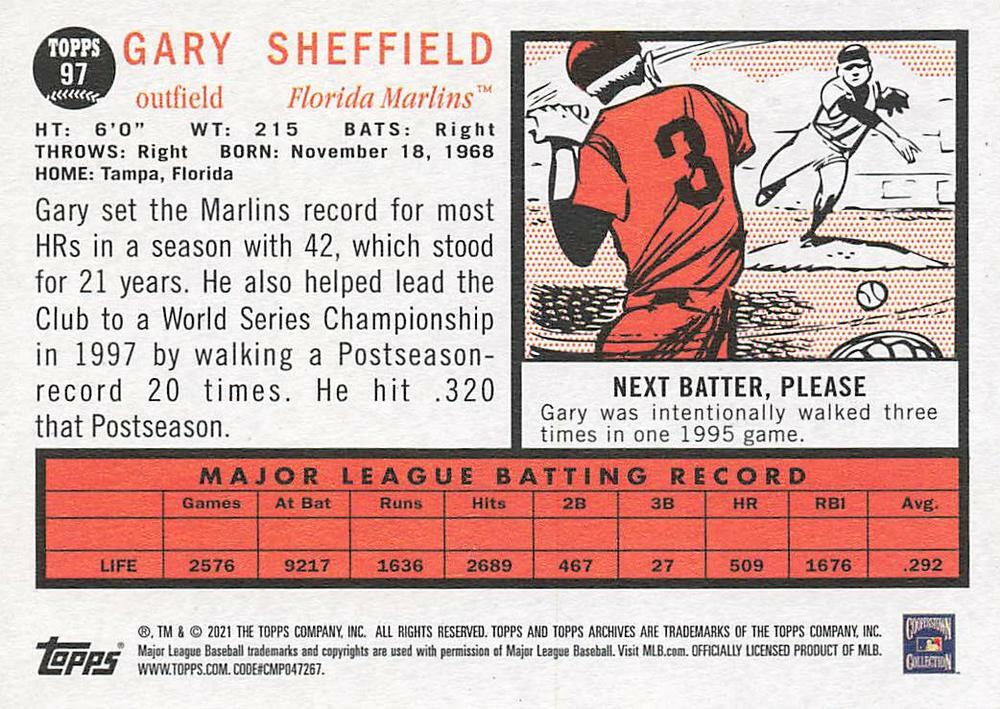 TOPPS
97
GARY SHEFFIELD
outfield Florida Marlins™
HT: 6'0" WT: 215 BATS: Right
THROWS: Right BORN: November 18, 1968
HOME: Tampa, Florida
Gary set the Marlins record for most
HRs in a season with 42, which stood
for 21 years. He also helped lead the
Club to a World Series Championship
in 1997 by walking a Postseason-
record 20 times. He hit .320
that Postseason.
3
NEXT BATTER, PLEASE
Gary was intentionally walked three
times in one 1995 game.
MAJOR LEAGUE BATTING RECORD
Games At Bat Runs Hits 2B 3B HR RBI Avg.
LIFE 2576 9217 1636 2689 467 27 509 1676 .292
topps®
®, TM & © 2021 THE TOPPS COMPANY, INC. ALL RIGHTS RESERVED. TOPPS AND TOPPS ARCHIVES ARE TRADEMARKS OF THE TOPPS COMPANY, INC.
Major League Baseball trademarks and copyrights are used with permission of Major League Baseball. Visit MLB.com. OFFICIALLY LICENSED PRODUCT OF MLB.
WWW.TOPPS.COM. CODE#CMP047267.
COOPERSTOWN
COLLECTION